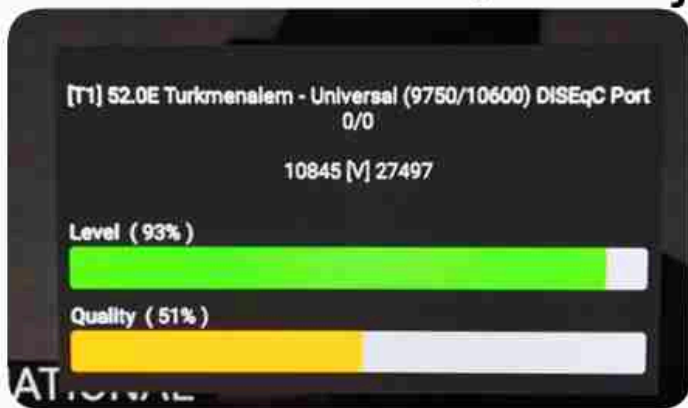 [T1] 52.0E Turkmenalem - Universal (9750/10600) DISEqC Port
0/0
10845 [V] 27497
Level ( 93% )
Quality ( 51% )